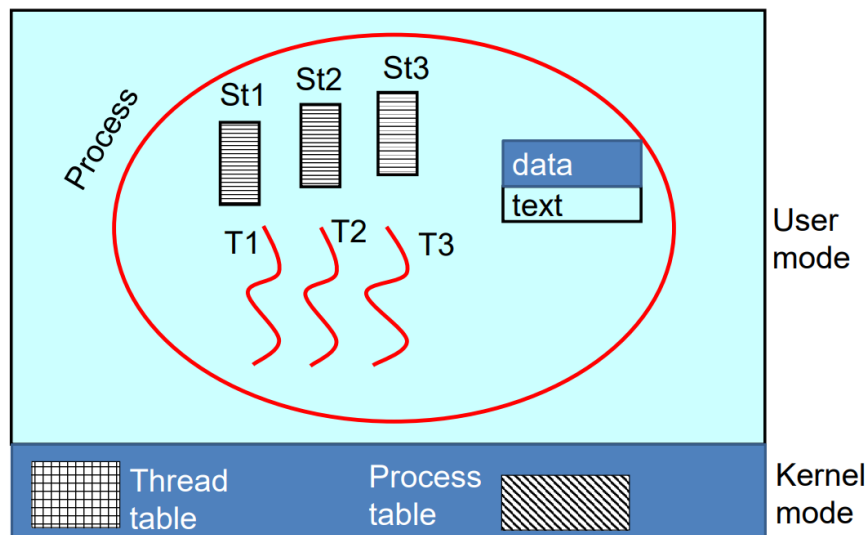 Process
St1
St2
St3
data
text
T1
T2
T3
User
mode
Thread
table
Process
table
Kernel
mode